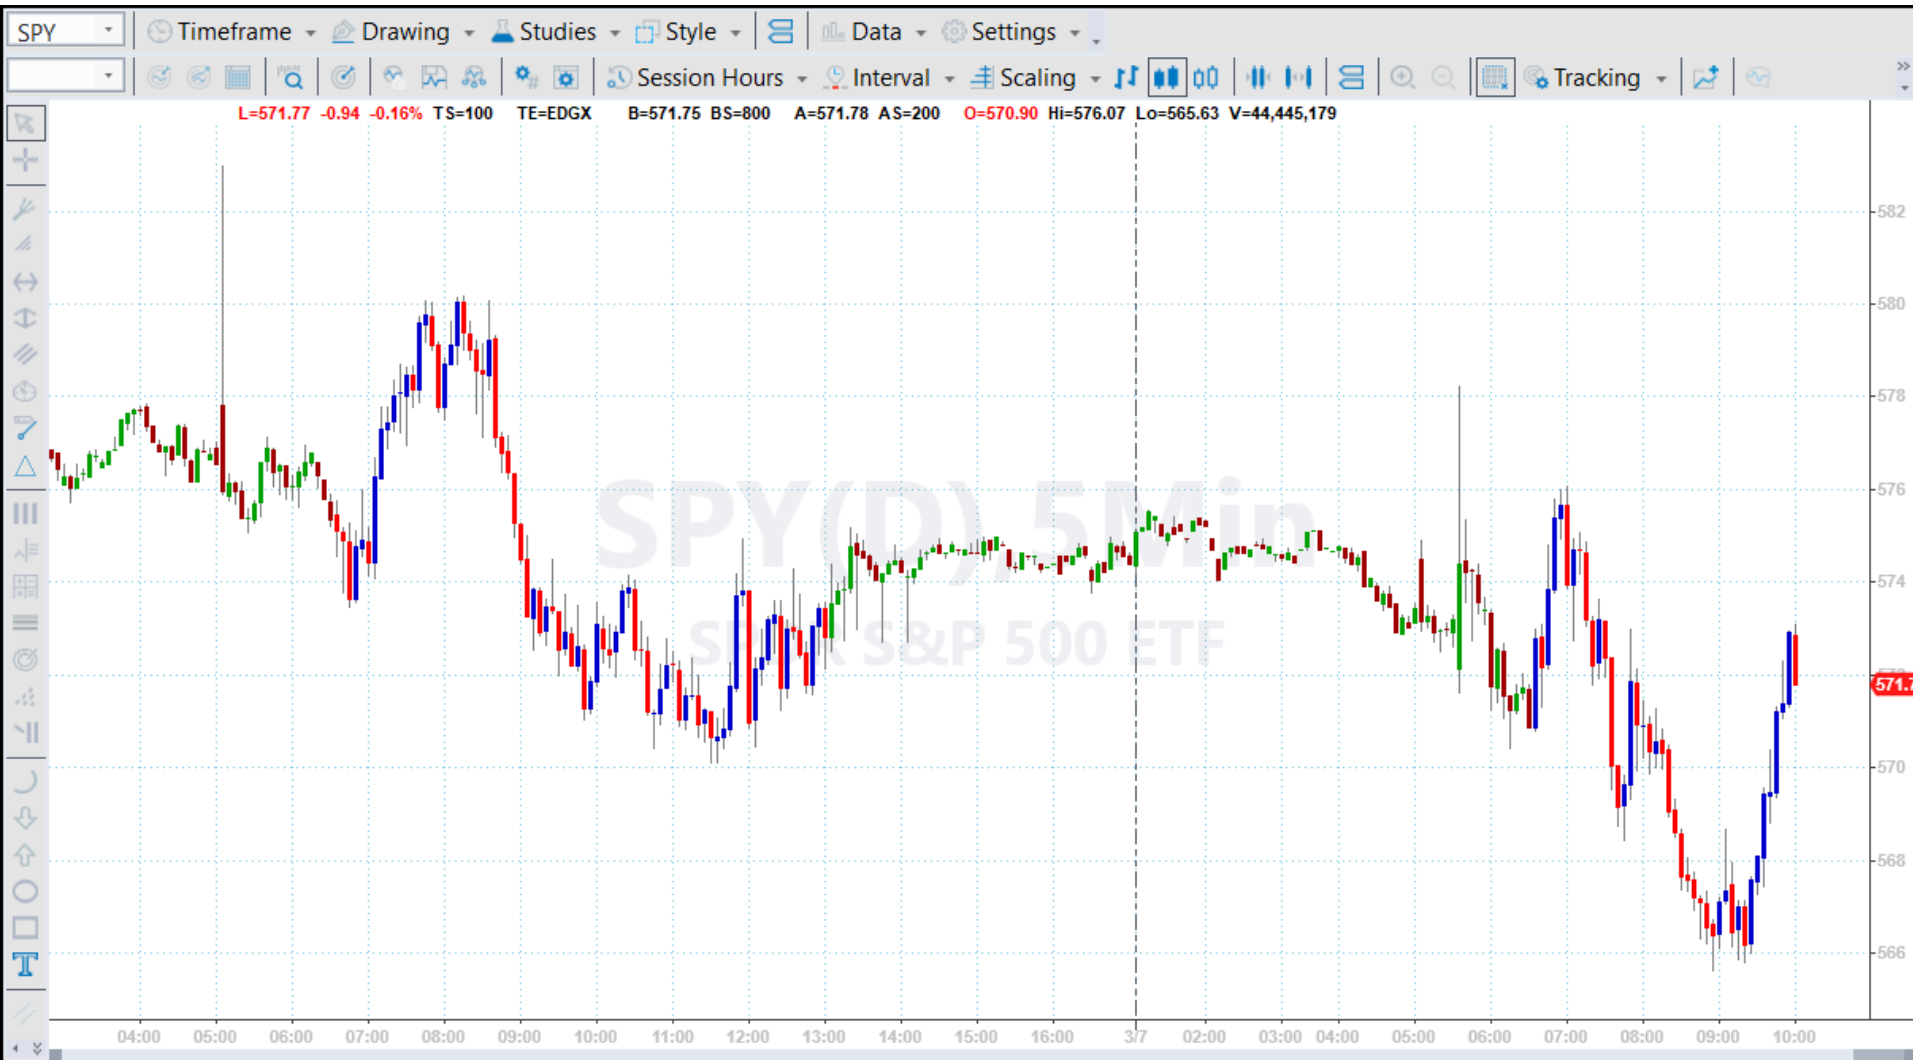 SPY Timeframe Drawing Studies Style Data Settings
Session Hours Interval Scaling Tracking
L=571.77 -0.94 -0.16% TS=100 TE=EDGX B=571.75 BS=800 A=571.78 AS=200 O=570.90 Hi=576.07 Lo=565.63 V=44,445,179
582
580
578
SPY(D), 5Min
576
574
SPDR S&P 500 ETF
572
571.7
570
568
566
04:00 05:00 06:00 07:00 08:00 09:00 10:00 11:00 12:00 13:00 14:00 15:00 16:00 3/7 02:00 03:00 04:00 05:00 06:00 07:00 08:00 09:00 10:00